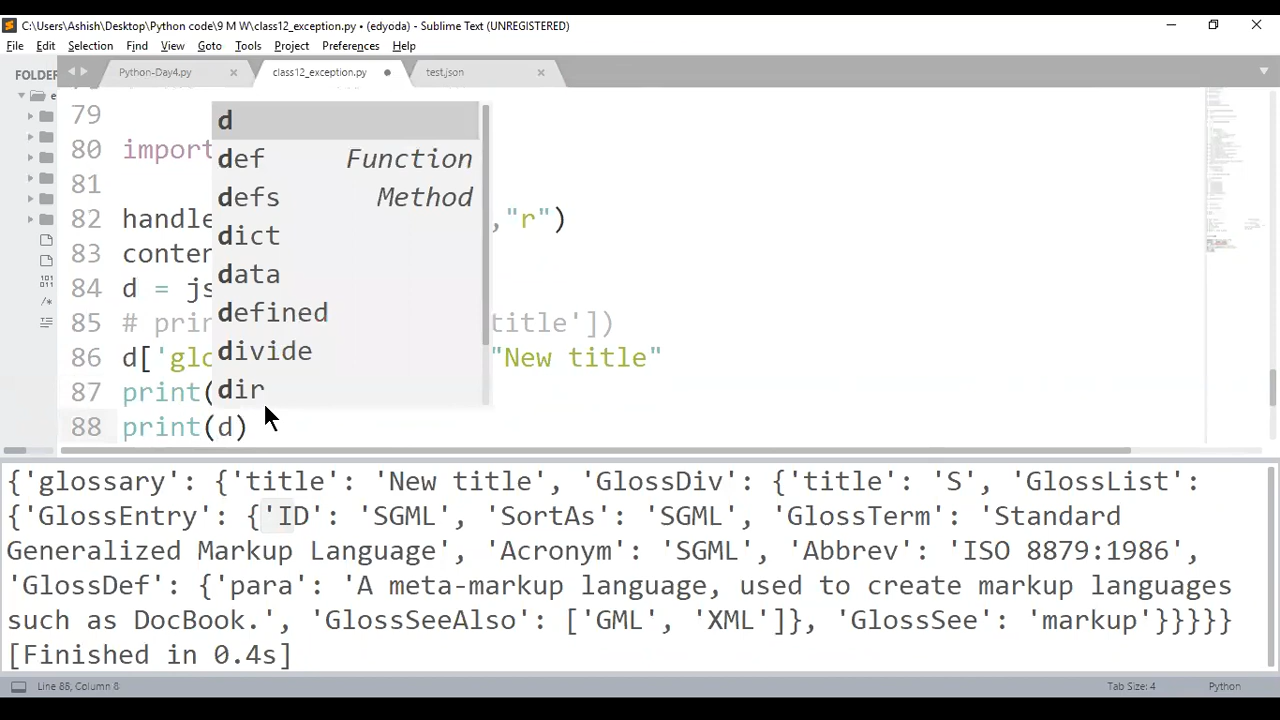 C:\Users\Ashish\Desktop\Python code\9 M W\class12_exception.py • (edyoda) - Sublime Text (UNREGISTERED)
File Edit Selection Find View Goto Tools Project Preferences Help
FOLDER
Python-Day4.py
class12_exception.py
test.json
e
79
80 import
81
82 handle ,"r")
83 conter
84 d = js
85 # prin title'])
86 d['glo "New title"
87 print(
88 print(d)
d
def Function
defs Method
dict
data
defined
divide
dir
{'glossary': {'title': 'New title', 'GlossDiv': {'title': 'S', 'GlossList':
{'GlossEntry': {'ID': 'SGML', 'SortAs': 'SGML', 'GlossTerm': 'Standard
Generalized Markup Language', 'Acronym': 'SGML', 'Abbrev': 'ISO 8879:1986',
'GlossDef': {'para': 'A meta-markup language, used to create markup languages
such as DocBook.', 'GlossSeeAlso': ['GML', 'XML']}, 'GlossSee': 'markup'}}}}}
[Finished in 0.4s]
Line 85, Column 8 Tab Size: 4 Python